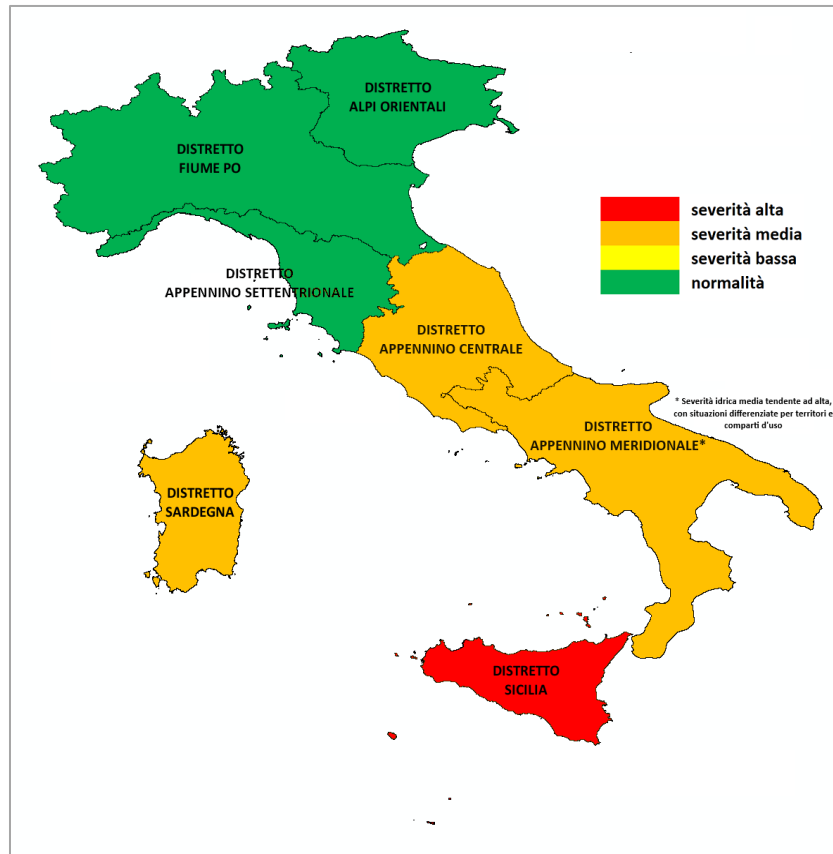 DISTRETTO
ALPI ORIENTALI
DISTRETTO
FIUME PO
severità alta
severità media
severità bassa
normalità
DISTRETTO
APPENNINO SETTENTRIONALE
DISTRETTO
APPENNINO CENTRALE
* Severità idrica media tendente ad alta,
con situazioni differenziate per territori e
comparti d'uso
DISTRETTO
APPENNINO MERIDIONALE*
DISTRETTO
SARDEGNA
DISTRETTO
SICILIA